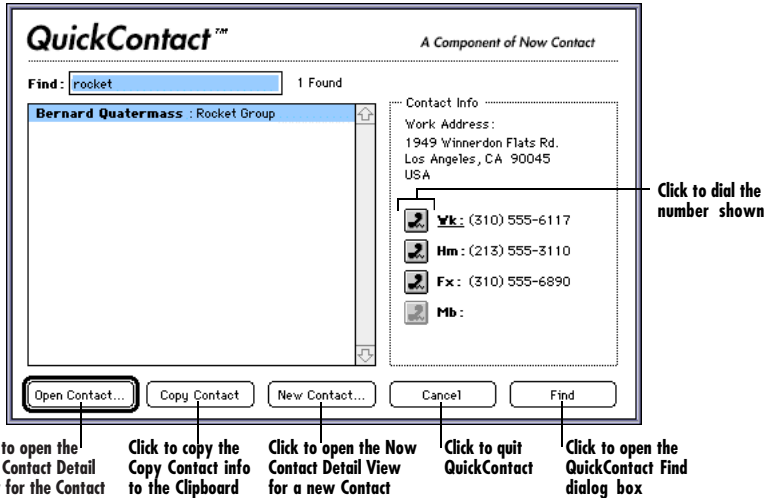 QuickContact™
A Component of Now Contact
Find: rocket
1 Found
Bernard Quatermass : Rocket Group
Contact Info
Work Address:
1949 Winnerdon Flats Rd.
Los Angeles, CA 90045
USA
Wk: (310) 555-6117
Hm: (213) 555-3110
Fx: (310) 555-6890
Mb:
Click to dial the
number shown
Open Contact...
Copy Contact
New Contact...
Cancel
Find
to open the
Contact Detail
for the Contact
Click to copy the
Copy Contact info
to the Clipboard
Click to open the Now
Contact Detail View
for a new Contact
Click to quit
QuickContact
Click to open the
QuickContact Find
dialog box